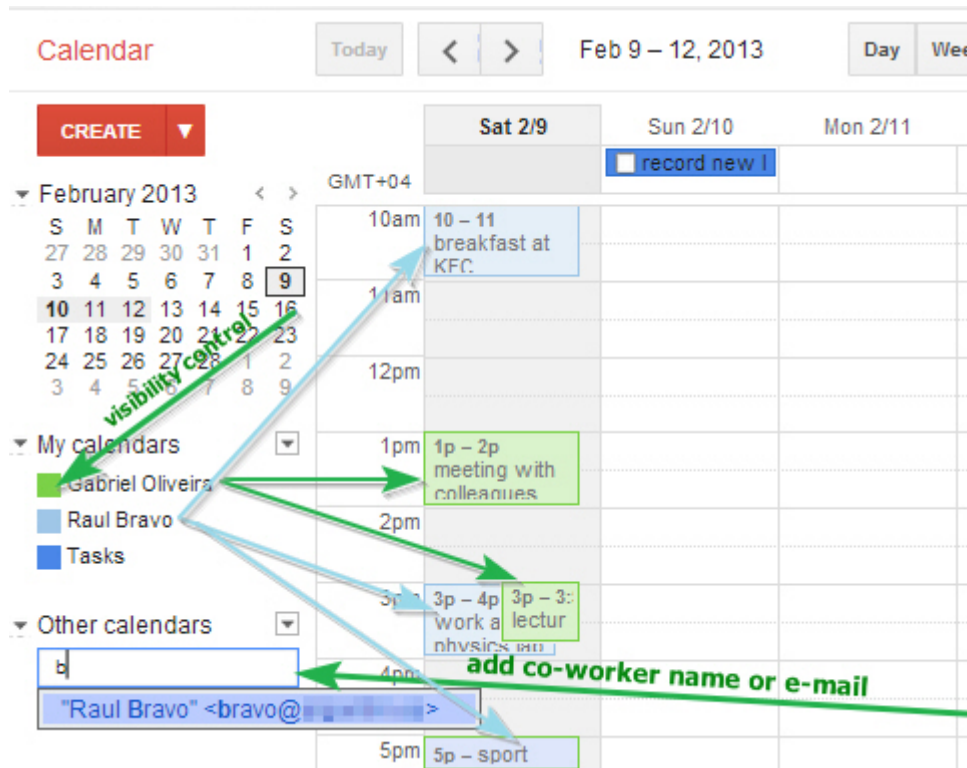 Calendar
Today
Feb 9 – 12, 2013
Day
Wee
CREATE
Sat 2/9
Sun 2/10
Mon 2/11
record new l
GMT+04
February 2013
S M T W T F S
27 28 29 30 31 1 2
3 4 5 6 7 8 9
10 11 12 13 14 15 16
17 18 19 20 21 22 23
24 25 26 27 28 1 2
3 4 5 6 7 8 9
visibility control
My calendars
Gabriel Oliveira
Raul Bravo
Tasks
Other calendars
b
"Raul Bravo" <bravo@ >
10am
11am
12pm
1pm
2pm
3pm
4pm
5pm
10 – 11
breakfast at
KFC
1p – 2p
meeting with
colleagues
3p – 4p
work a
physics lab
3p – 3:
lectur
add co-worker name or e-mail
5p – sport